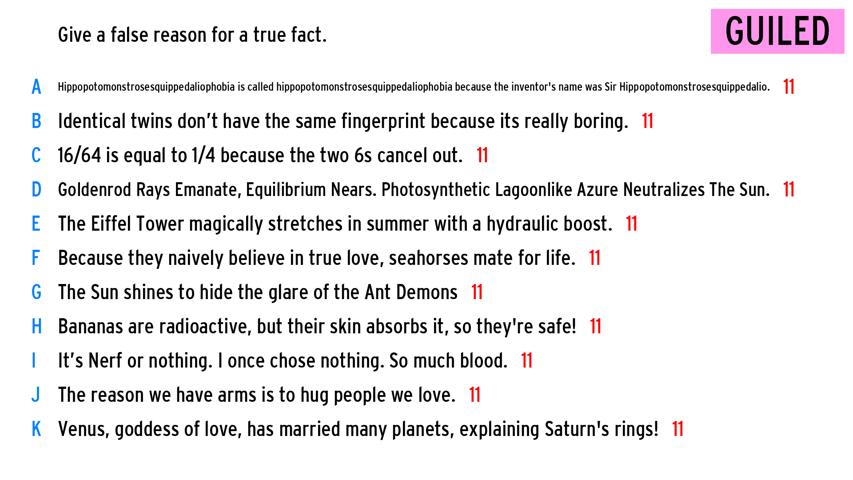 Give a false reason for a true fact.
GUILED
A Hippopotomonstrosesquippedaliophobia is called hippopotomonstrosesquippedaliophobia because the inventor's name was Sir Hippopotomonstrosesquippedalio. 11
B Identical twins don’t have the same fingerprint because its really boring. 11
C 16/64 is equal to 1/4 because the two 6s cancel out. 11
D Goldenrod Rays Emanate, Equilibrium Nears. Photosynthetic Lagoonlike Azure Neutralizes The Sun. 11
E The Eiffel Tower magically stretches in summer with a hydraulic boost. 11
F Because they naively believe in true love, seahorses mate for life. 11
G The Sun shines to hide the glare of the Ant Demons 11
H Bananas are radioactive, but their skin absorbs it, so they're safe! 11
I It’s Nerf or nothing. I once chose nothing. So much blood. 11
J The reason we have arms is to hug people we love. 11
K Venus, goddess of love, has married many planets, explaining Saturn's rings! 11